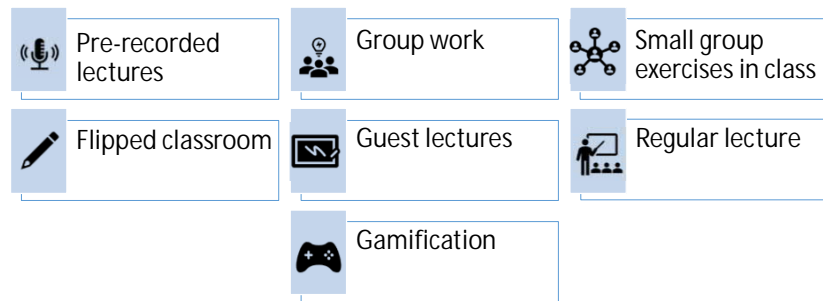 Pre-recorded
lectures
Group work
Small group
exercises in class
Flipped classroom
Guest lectures
Regular lecture
Gamification